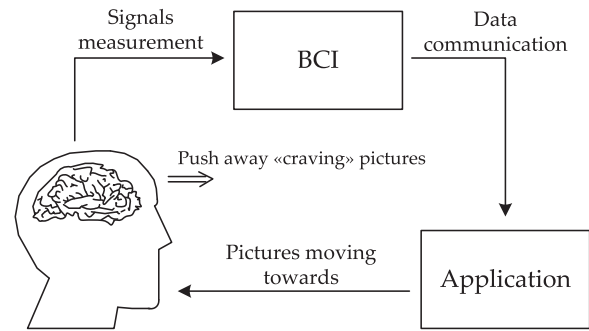 Signals
measurement
BCI
Data
communication
Push away «craving» pictures
Pictures moving
towards
Application